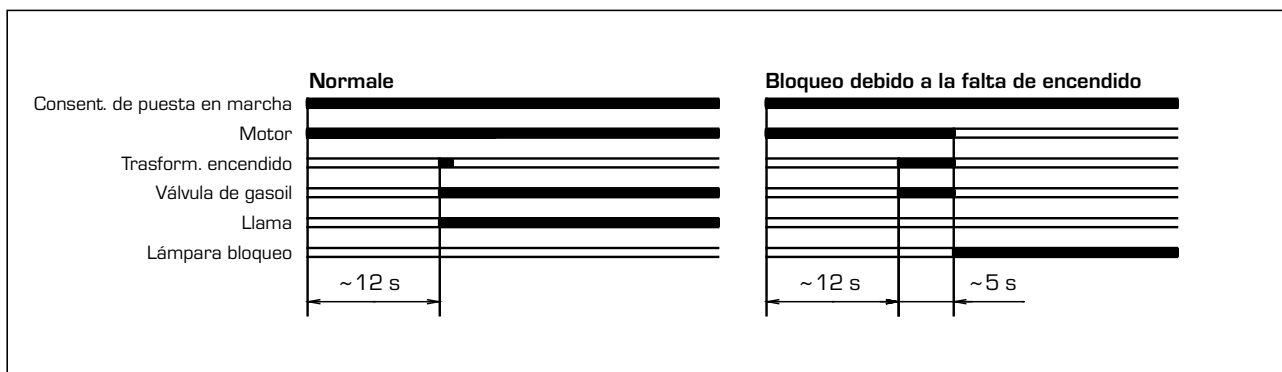 Normale
Bloqueo debido a la falta de encendido
Consent. de puesta en marcha
Motor
Trasform. encendido
Válvula de gasoil
Llama
Lámpara bloqueo
~12 s
~12 s
~5 s